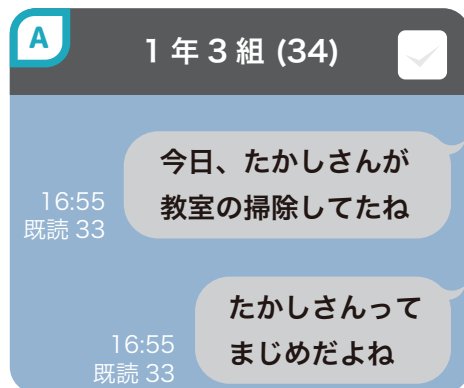 A
1年3組 (34)
今日、たかしさんが
教室の掃除してたね
16:55
既読 33
たかしさんって
まじめだよね
16:55
既読 33